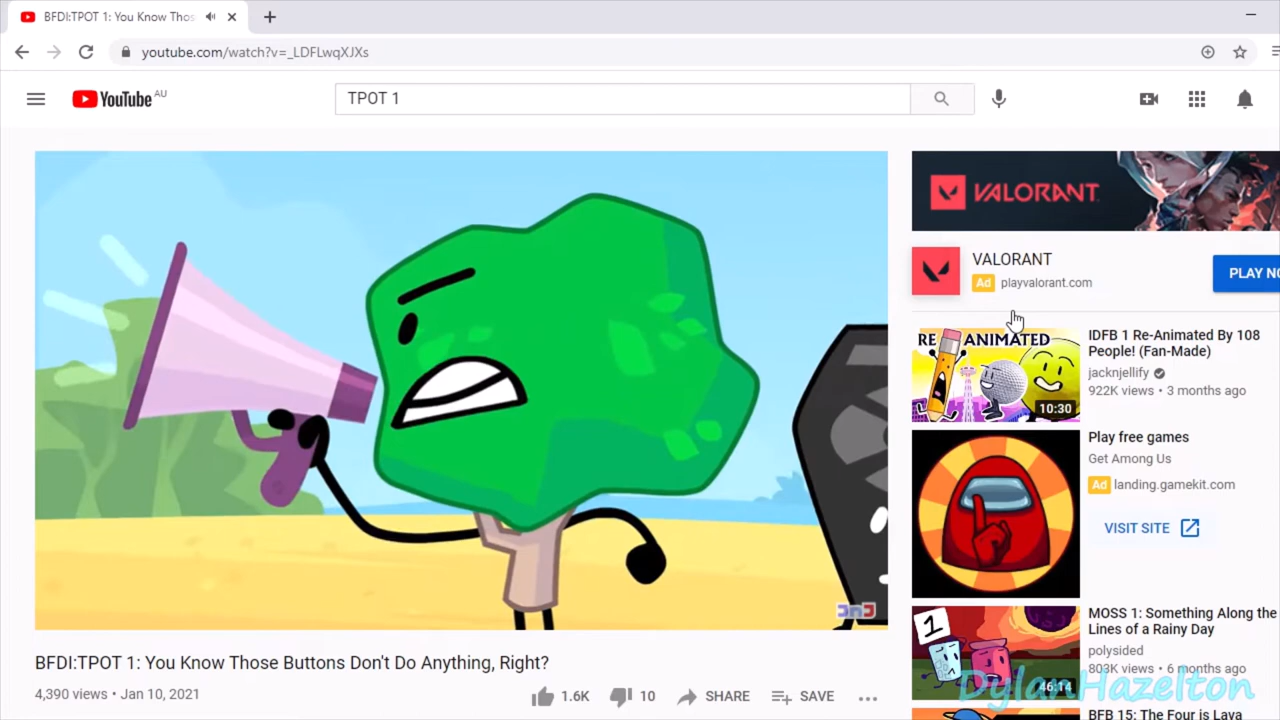 BFDI:TPOT 1: You Know Thos
youtube.com/watch?v=_LDFLwqXJXs
YouTube AU
TPOT 1
VALORANT
VALORANT
Ad playvalorant.com
PLAY NO
RE ANIMATED
10:30
IDFB 1 Re-Animated By 108
People! (Fan-Made)
jacknjellify
922K views • 3 months ago
Play free games
Get Among Us
Ad landing.gamekit.com
VISIT SITE
1
46:14
MOSS 1: Something Along the
Lines of a Rainy Day
polysided
803K views • 6 months ago
BFB 15: The Four is Lava
jnj
BFDI:TPOT 1: You Know Those Buttons Don't Do Anything, Right?
4,390 views • Jan 10, 2021
1.6K
10
SHARE
SAVE
DylanHazelton